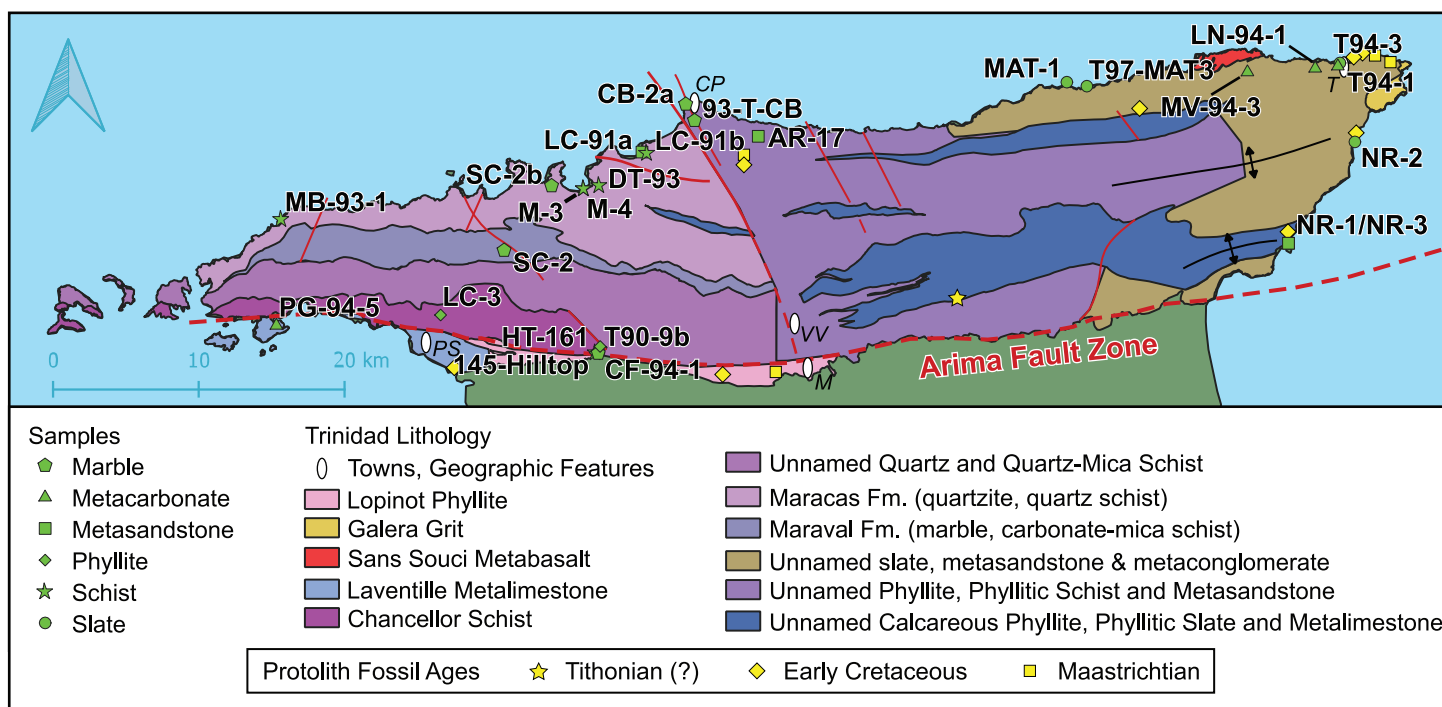 LN-94-1
T94-3
MAT-1
T97-MAT3
T
T94-1
CB-2a
CP
93-T-CB
MV-94-3
LC-91a
LC-91b
AR-17
NR-2
SC-2b
DT-93
M-3
M-4
MB-93-1
NR-1/NR-3
SC-2
PG-94-5
LC-3
HT-161
T90-9b
VV
PS
145-Hilltop
CF-94-1
M
Arima Fault Zone
0 10 20 km
Samples
Marble
Metacarbonate
Metasandstone
Phyllite
Schist
Slate
Trinidad Lithology
Towns, Geographic Features
Lopinot Phyllite
Galera Grit
Sans Souci Metabasalt
Laventille Metalimestone
Chancellor Schist
Unnamed Quartz and Quartz-Mica Schist
Maracas Fm. (quartzite, quartz schist)
Maraval Fm. (marble, carbonate-mica schist)
Unnamed slate, metasandstone & metaconglomerate
Unnamed Phyllite, Phyllitic Schist and Metasandstone
Unnamed Calcareous Phyllite, Phyllitic Slate and Metalimestone
Protolith Fossil Ages Tithonian (?) Early Cretaceous Maastrichtian